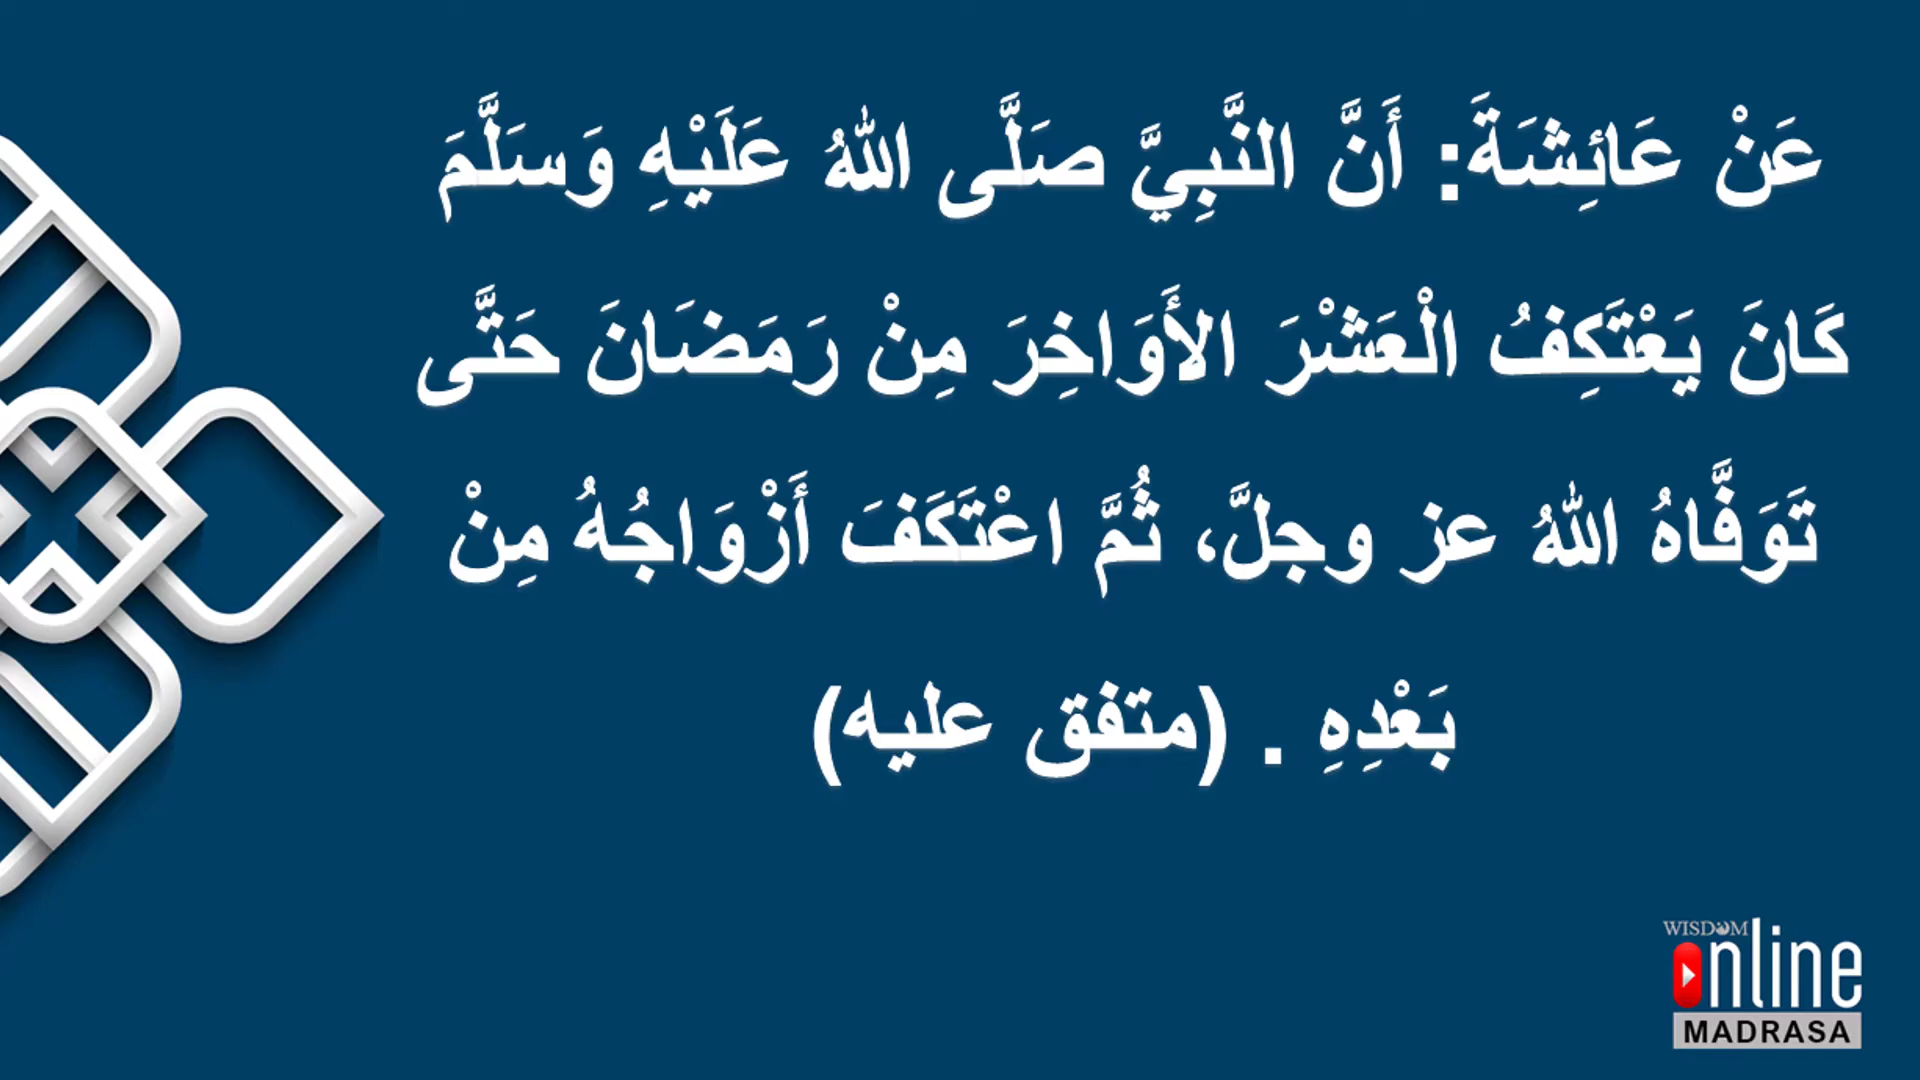 عَنْ عَائِشَةَ: أَنَّ النَّبِيَّ صَلَّى اللهُ عَلَيْهِ وَسَلَّمَ
كَانَ يَعْتَكِفُ الْعَشْرَ الأَوَاخِرَ مِنْ رَمَضَانَ حَتَّى
تَوَفَّاهُ اللهُ عز وجلَّ، ثُمَّ اعْتَكَفَ أَزْوَاجُهُ مِنْ
بَعْدِهِ . (متفق عليه)
WISDOM
online
MADRASA